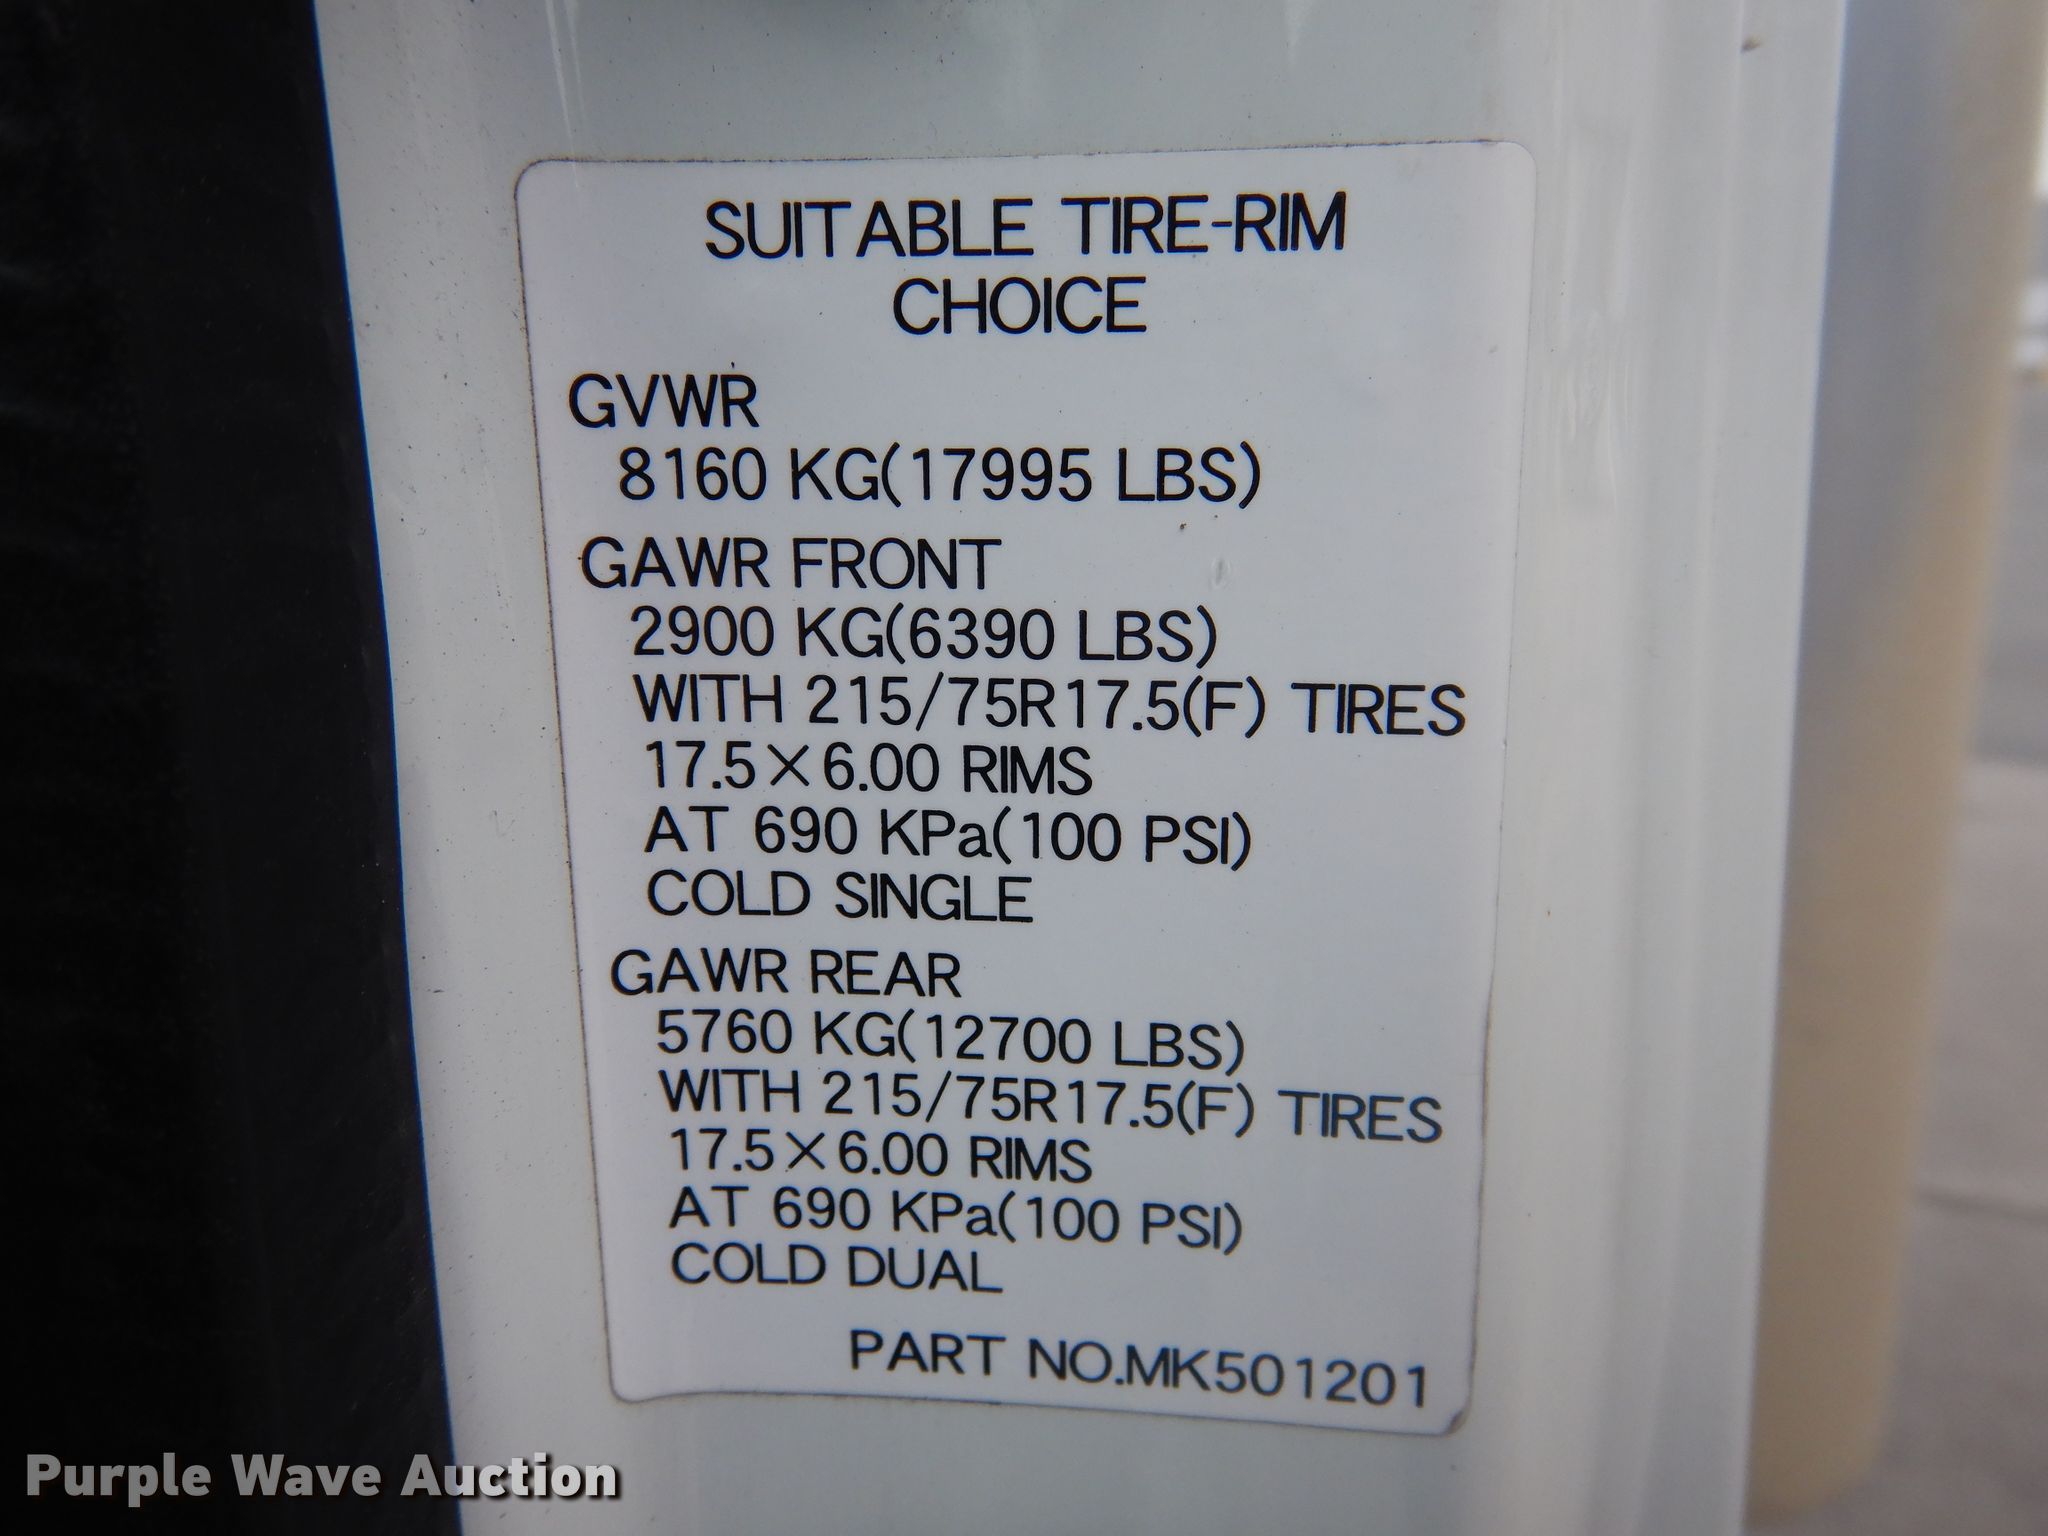 SUITABLE TIRE-RIM
CHOICE
GVWR
8160 KG(17995 LBS)
GAWR FRONT
2900 KG(6390 LBS)
WITH 215/75R17.5(F) TIRES
17.5×6.00 RIMS
AT 690 KPa(100 PSI)
COLD SINGLE
GAWR REAR
5760 KG(12700 LBS)
WITH 215/75R17.5(F) TIRES
17.5×6.00 RIMS
AT 690 KPa(100 PSI)
COLD DUAL
PART NO.MK501201
Purple Wave Auction